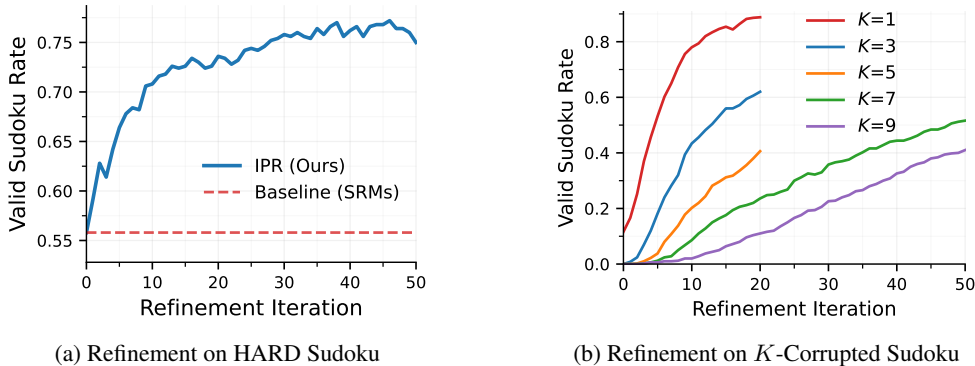 Valid Sudoku Rate
0.75
0.70
0.65
0.60
0.55
IPR (Ours)
Baseline (SRMs)
0 10 20 30 40 50
Refinement Iteration
(a) Refinement on HARD Sudoku
Valid Sudoku Rate
0.8
0.6
0.4
0.2
0.0
K=1
K=3
K=5
K=7
K=9
0 10 20 30 40 50
Refinement Iteration
(b) Refinement on K-Corrupted Sudoku